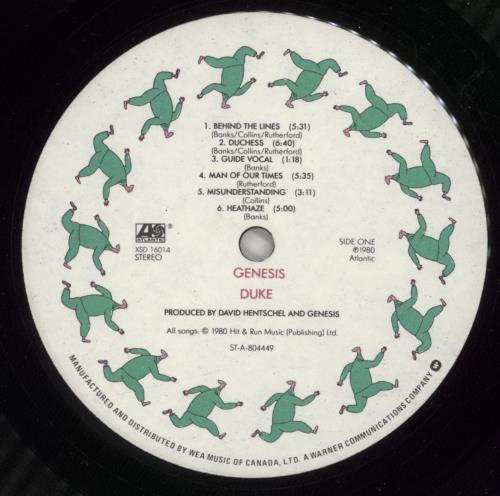 1. BEHIND THE LINES (5:31)
(Banks/Collins/Rutherford)
2. DUCHESS (6:40)
(Banks/Collins/Rutherford)
3. GUIDE VOCAL (1:18)
(Banks)
4. MAN OF OUR TIMES (5:35)
(Rutherford)
5. MISUNDERSTANDING (3:11)
(Collins)
6. HEATHAZE (5:00)
(Banks)
ATLANTIC
XSD 16014
STEREO
SIDE ONE
℗1980
Atlantic
GENESIS
DUKE
PRODUCED BY DAVID HENTSCHEL AND GENESIS
All songs: © 1980 Hit & Run Music (Publishing) Ltd.
ST-A-804449
MANUFACTURED AND DISTRIBUTED BY WEA MUSIC OF CANADA, LTD. A WARNER COMMUNICATIONS COMPANY